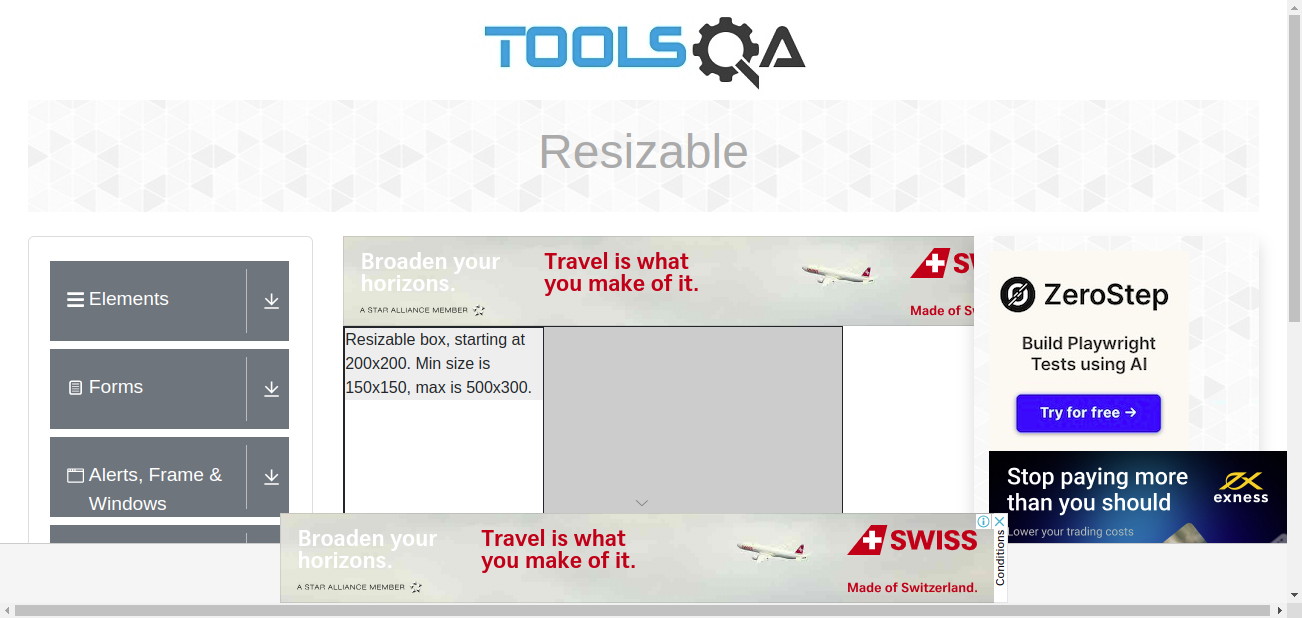 TOOLSQA
Resizable
Elements
Forms
Alerts, Frame &
Windows
Broaden your
horizons.
A STAR ALLIANCE MEMBER
Travel is what
you make of it.
Made of S
Resizable box, starting at
200x200. Min size is
150x150, max is 500x300.
ZeroStep
Build Playwright
Tests using AI
Try for free →
Stop paying more
than you should
Lower your trading costs
exness
Broaden your
horizons.
A STAR ALLIANCE MEMBER
Travel is what
you make of it.
SWISS
Made of Switzerland.
Conditions